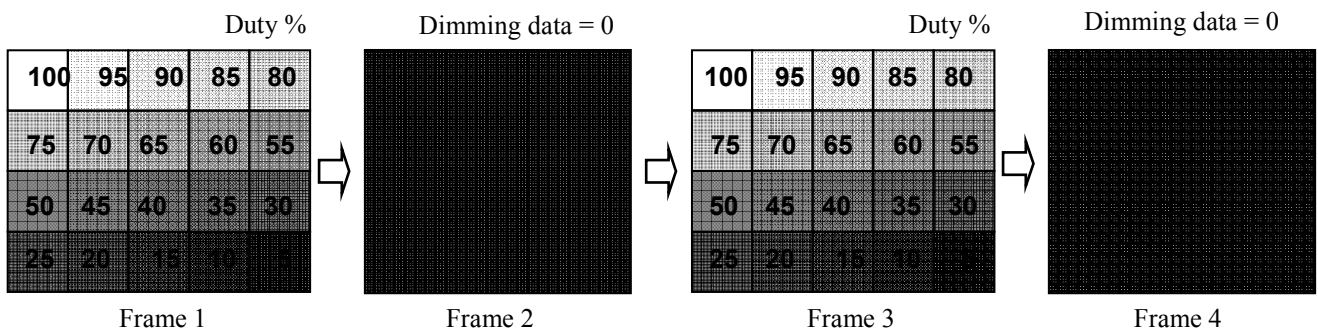 Duty % Dimming data = 0 Duty % Dimming data = 0
100 95 90 85 80 100 95 90 85 80
75 70 65 60 55 75 70 65 60 55
50 45 40 35 30 50 45 40 35 30
25 20 15 10 5 25 20 15 10
Frame 1 Frame 2 Frame 3 Frame 4